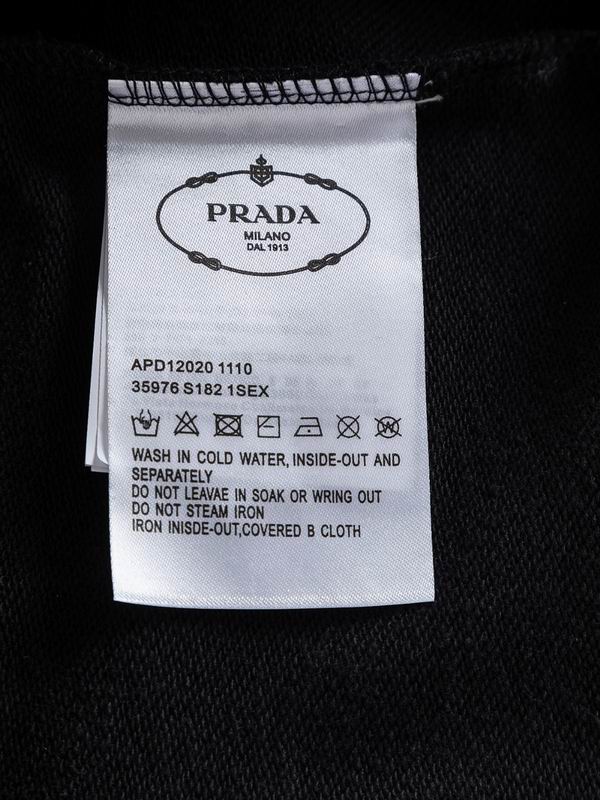 PRADA
MILANO
DAL 1913
APD12020 1110
35976 S182 1SEX
WASH IN COLD WATER, INSIDE-OUT AND
SEPARATELY
DO NOT LEAVAE IN SOAK OR WRING OUT
DO NOT STEAM IRON
IRON INISDE-OUT,COVERED B CLOTH